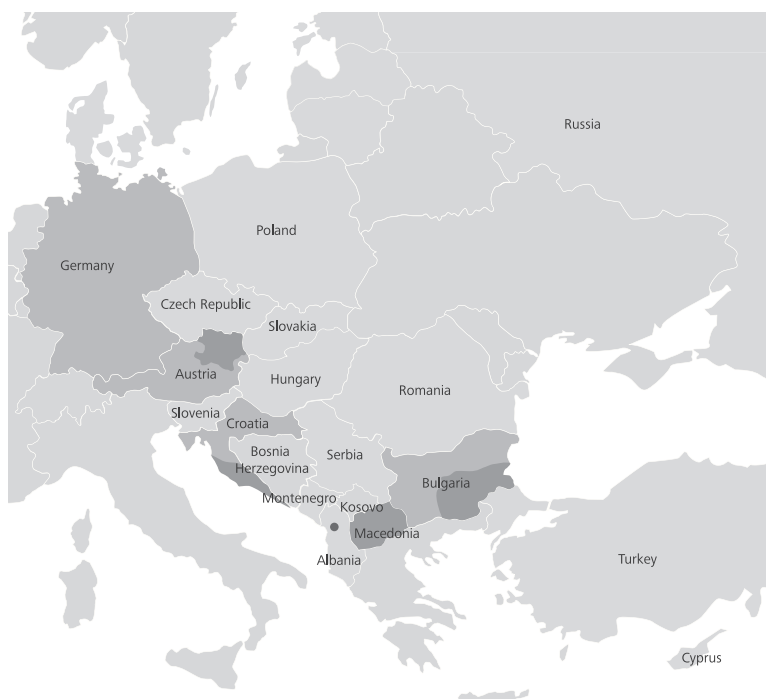 Russia
Poland
Germany
Czech Republic
Slovakia
Austria
Hungary
Romania
Slovenia
Croatia
Bosnia
Herzegovina
Serbia
Bulgaria
Montenegro
Kosovo
Macedonia
Albania
Turkey
Cyprus